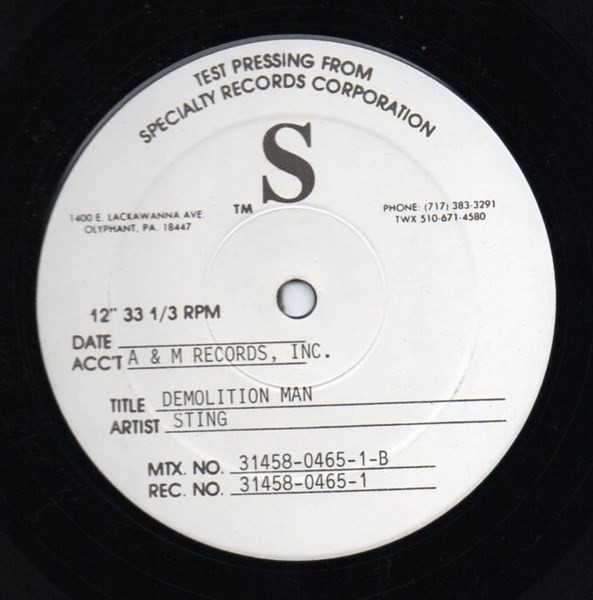 TEST PRESSING FROM
SPECIALTY RECORDS CORPORATION
S
TM
1400 E. LACKAWANNA AVE.
OLYPHANT, PA. 18447
PHONE: (717) 383-3291
TWX 510-671-4580
12" 33 1/3 RPM
DATE
ACC'T A & M RECORDS, INC.
TITLE DEMOLITION MAN
ARTIST STING
MTX. NO. 31458-0465-1-B
REC. NO. 31458-0465-1